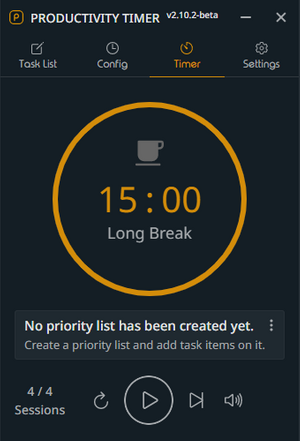 PRODUCTIVITY TIMER v2.10.2-beta
Task List Config Timer Settings
15 : 00
Long Break
No priority list has been created yet.
Create a priority list and add task items on it.
4 / 4
Sessions